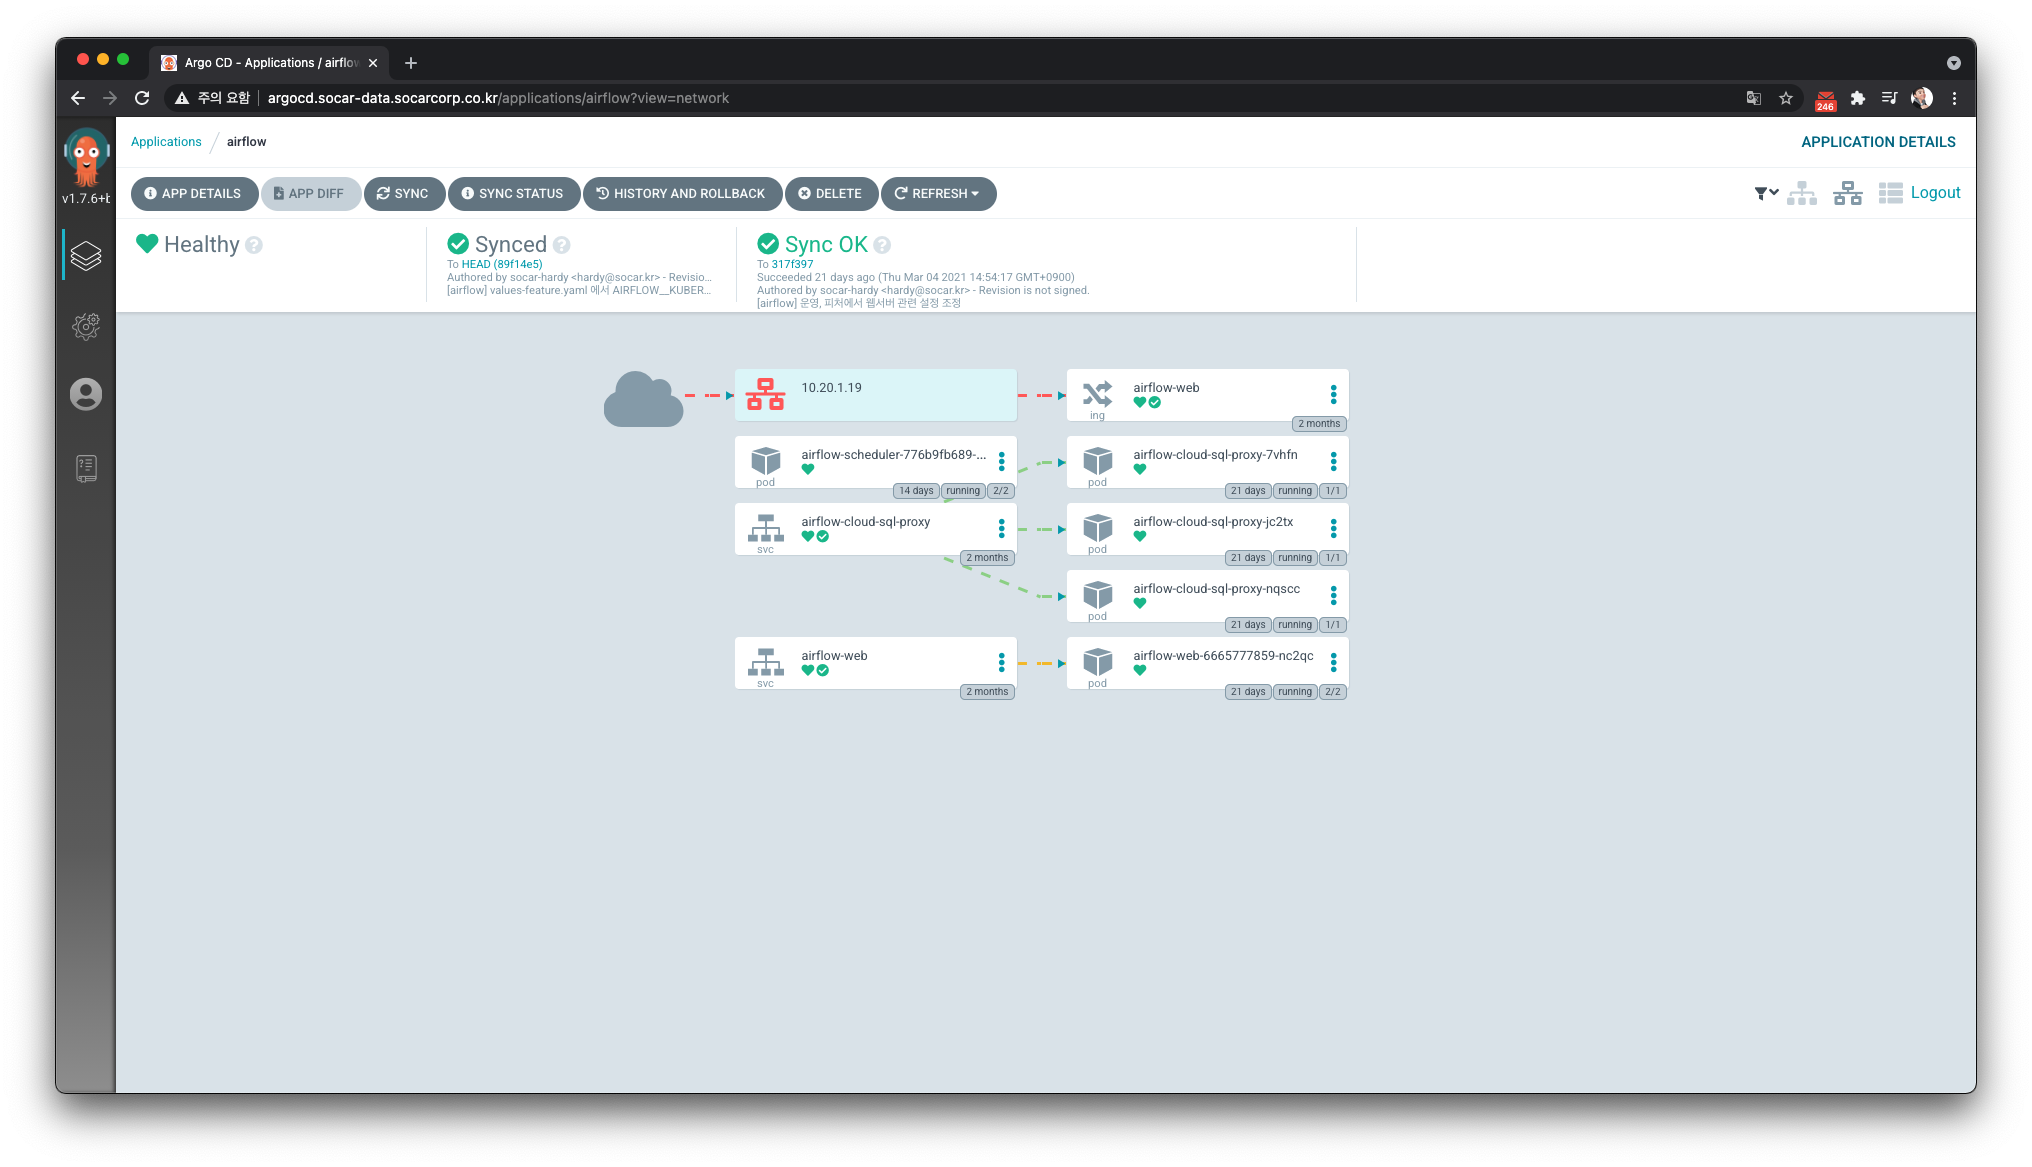 Argo CD - Applications / airflow
주의 요함
argocd.socar-data.socarcorp.co.kr/applications/airflow?view=network
246
v1.7.6+b
Applications / airflow
APPLICATION DETAILS
APP DETAILS
APP DIFF
SYNC
SYNC STATUS
HISTORY AND ROLLBACK
DELETE
REFRESH
Logout
Healthy
Synced
To HEAD (89f14e5)
Authored by socar-hardy <hardy@socar.kr> - Revisio...
[airflow] values-feature.yaml 에서 AIRFLOW__KUBER...
Sync OK
To 317f397
Succeeded 21 days ago (Thu Mar 04 2021 14:54:17 GMT+0900)
Authored by socar-hardy <hardy@socar.kr> - Revision is not signed.
[airflow] 운영, 피처에서 웹서버 관련 설정 조정
10.20.1.19
airflow-web
ing
2 months
airflow-scheduler-776b9fb689-...
pod
14 days running 2/2
airflow-cloud-sql-proxy-7vhfn
pod
21 days running 1/1
airflow-cloud-sql-proxy
svc
2 months
airflow-cloud-sql-proxy-jc2tx
pod
21 days running 1/1
airflow-cloud-sql-proxy-nqscc
pod
21 days running 1/1
airflow-web
svc
2 months
airflow-web-6665777859-nc2qc
pod
21 days running 2/2